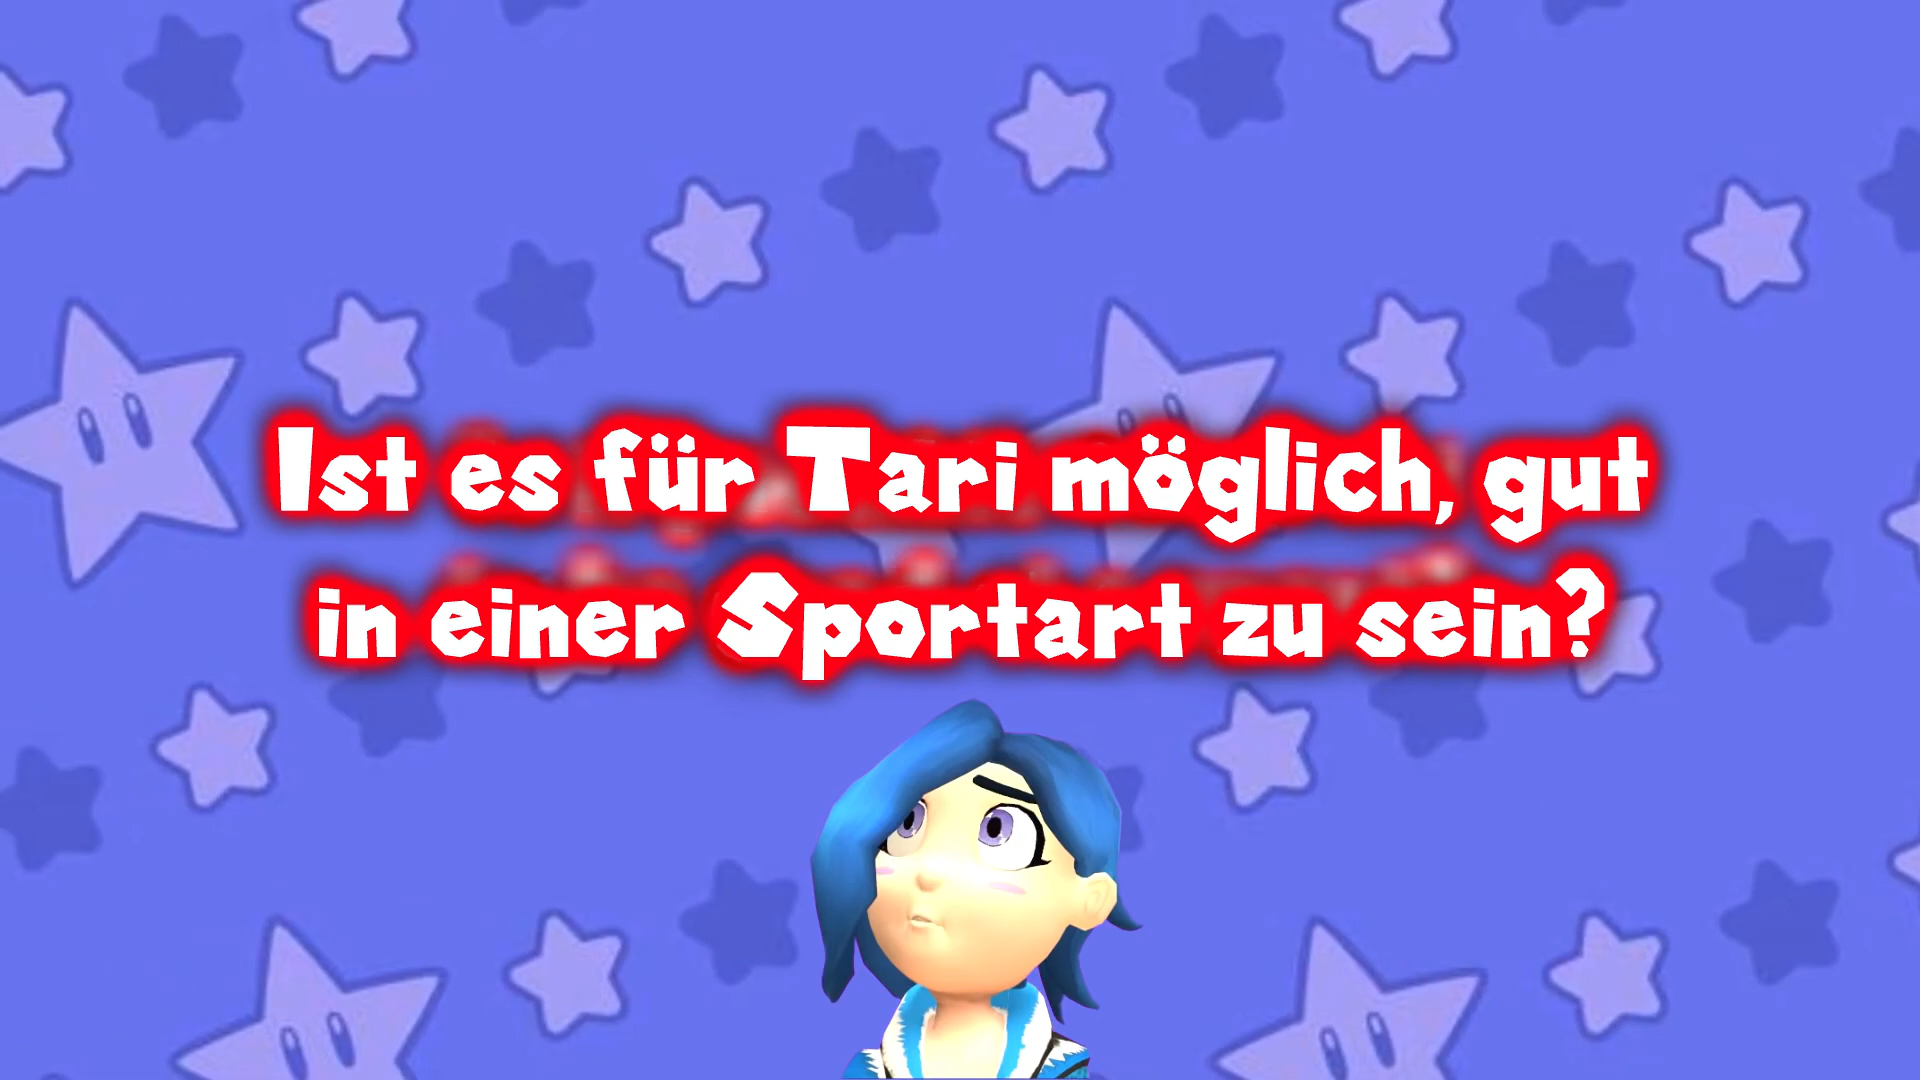 Ist es für Tari möglich, gut
in einer Sportart zu sein?